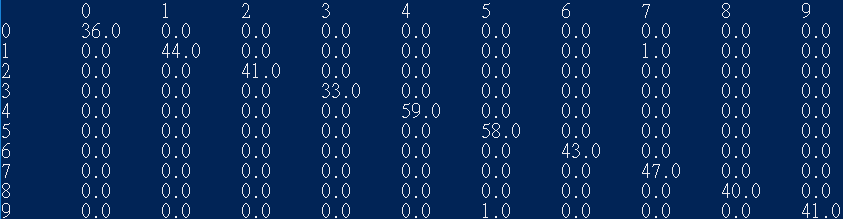 0 1 2 3 4 5 6 7 8 9
0 36.0 0.0 0.0 0.0 0.0 0.0 0.0 0.0 0.0 0.0
1 0.0 44.0 0.0 0.0 0.0 0.0 0.0 1.0 0.0 0.0
2 0.0 0.0 41.0 0.0 0.0 0.0 0.0 0.0 0.0 0.0
3 0.0 0.0 0.0 33.0 0.0 0.0 0.0 0.0 0.0 0.0
4 0.0 0.0 0.0 0.0 59.0 0.0 0.0 0.0 0.0 0.0
5 0.0 0.0 0.0 0.0 0.0 58.0 0.0 0.0 0.0 0.0
6 0.0 0.0 0.0 0.0 0.0 0.0 43.0 0.0 0.0 0.0
7 0.0 0.0 0.0 0.0 0.0 0.0 0.0 47.0 0.0 0.0
8 0.0 0.0 0.0 0.0 0.0 0.0 0.0 0.0 40.0 0.0
9 0.0 0.0 0.0 0.0 0.0 1.0 0.0 0.0 0.0 41.0